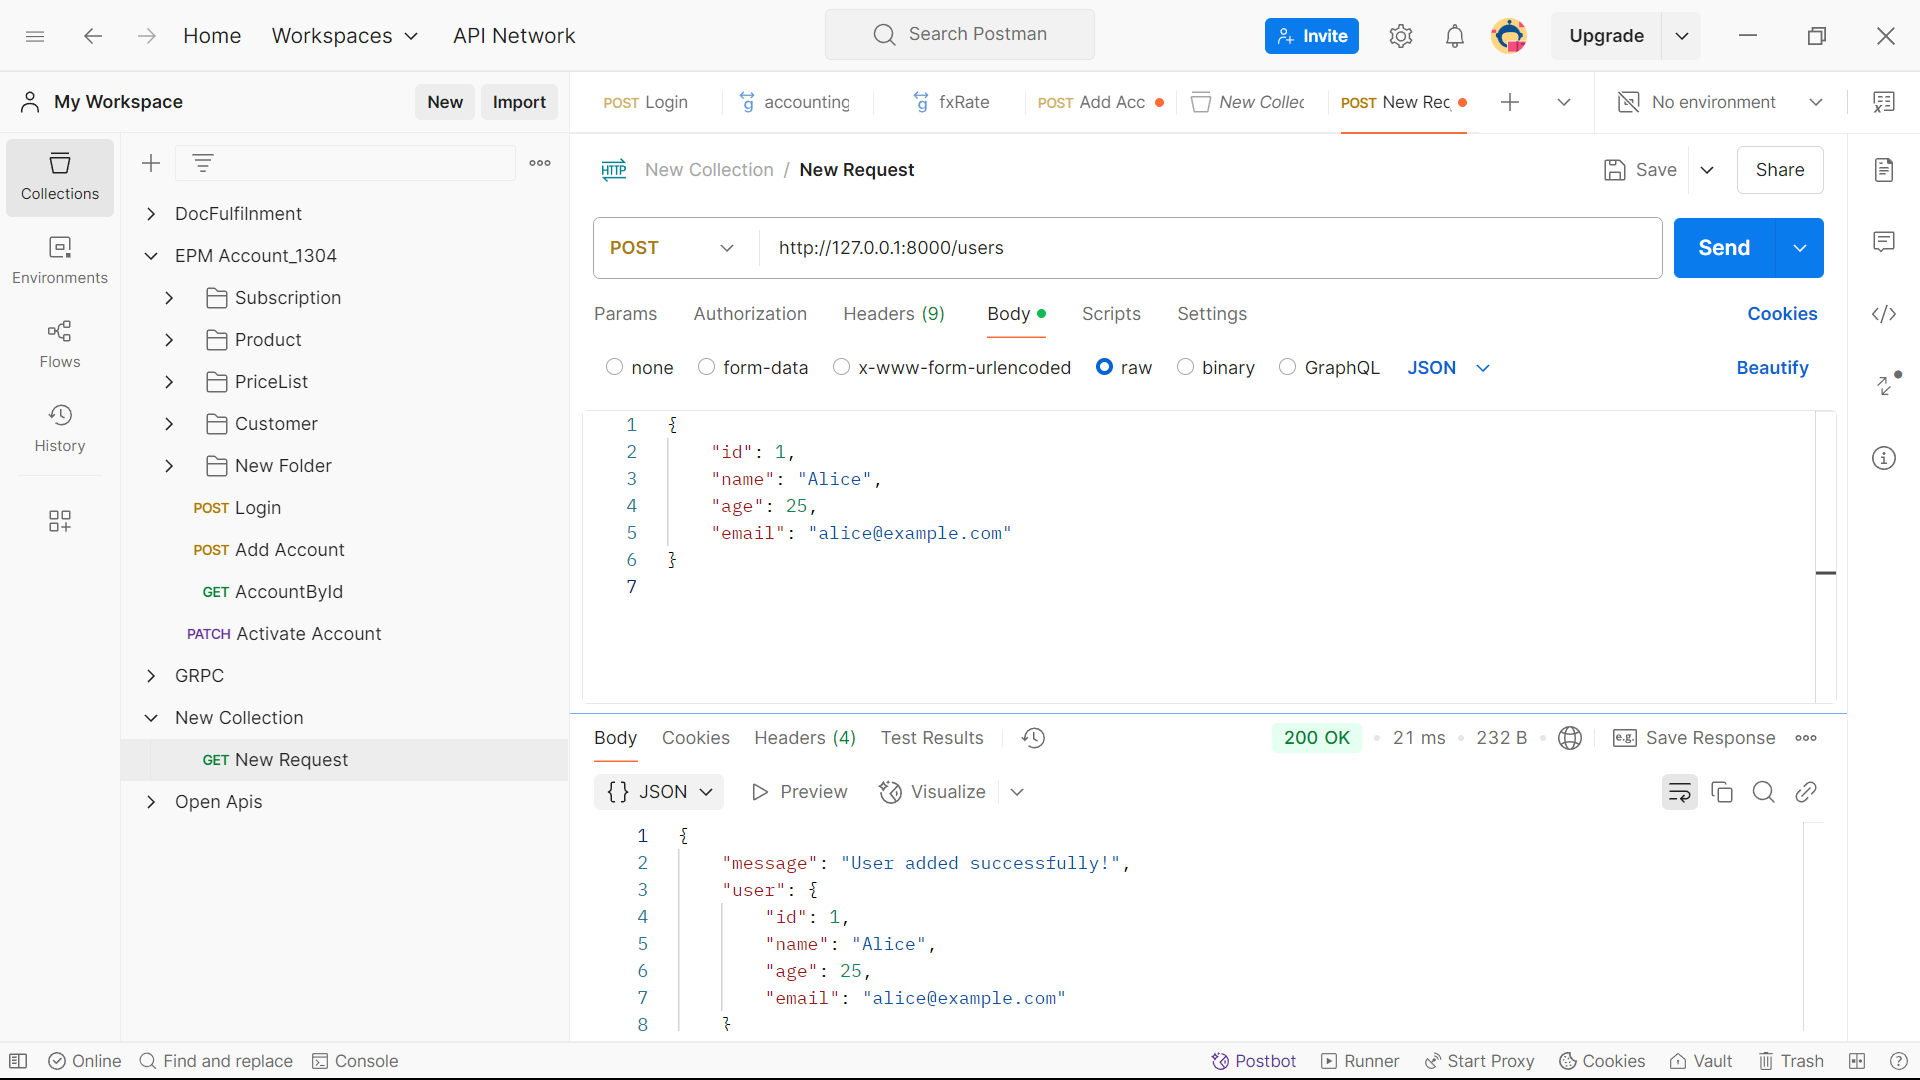 Home Workspaces API Network Search Postman Invite Upgrade
My Workspace New Import
POST Login accounting fxRate POST Add Acc New Collec POST New Rec No environment
Collections
Environments
Flows
History
DocFulfilnment
EPM Account_1304
Subscription
Product
PriceList
Customer
New Folder
POST Login
POST Add Account
GET AccountById
PATCH Activate Account
GRPC
New Collection
GET New Request
Open Apis
HTTP New Collection / New Request Save Share
POST http://127.0.0.1:8000/users Send
Params Authorization Headers (9) Body Scripts Settings Cookies
none form-data x-www-form-urlencoded raw binary GraphQL JSON Beautify
1 {
2 "id": 1,
3 "name": "Alice",
4 "age": 25,
5 "email": "alice@example.com"
6 }
7
Body Cookies Headers (4) Test Results 200 OK 21 ms 232 B e.g. Save Response
{} JSON Preview Visualize
1 {
2 "message": "User added successfully!",
3 "user": {
4 "id": 1,
5 "name": "Alice",
6 "age": 25,
7 "email": "alice@example.com"
8 }
Online Find and replace Console Postbot Runner Start Proxy Cookies Vault Trash